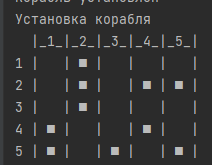 корабль установлен
Установка корабля
|_1_|_2_|_3_|_4_|_5_|
1 |   | ■ |   |   |   |
2 |   | ■ |   | ■ | ■ |
3 |   | ■ |   |   |   |
4 | ■ |   |   | ■ |   |
5 | ■ |   | ■ |   | ■ |